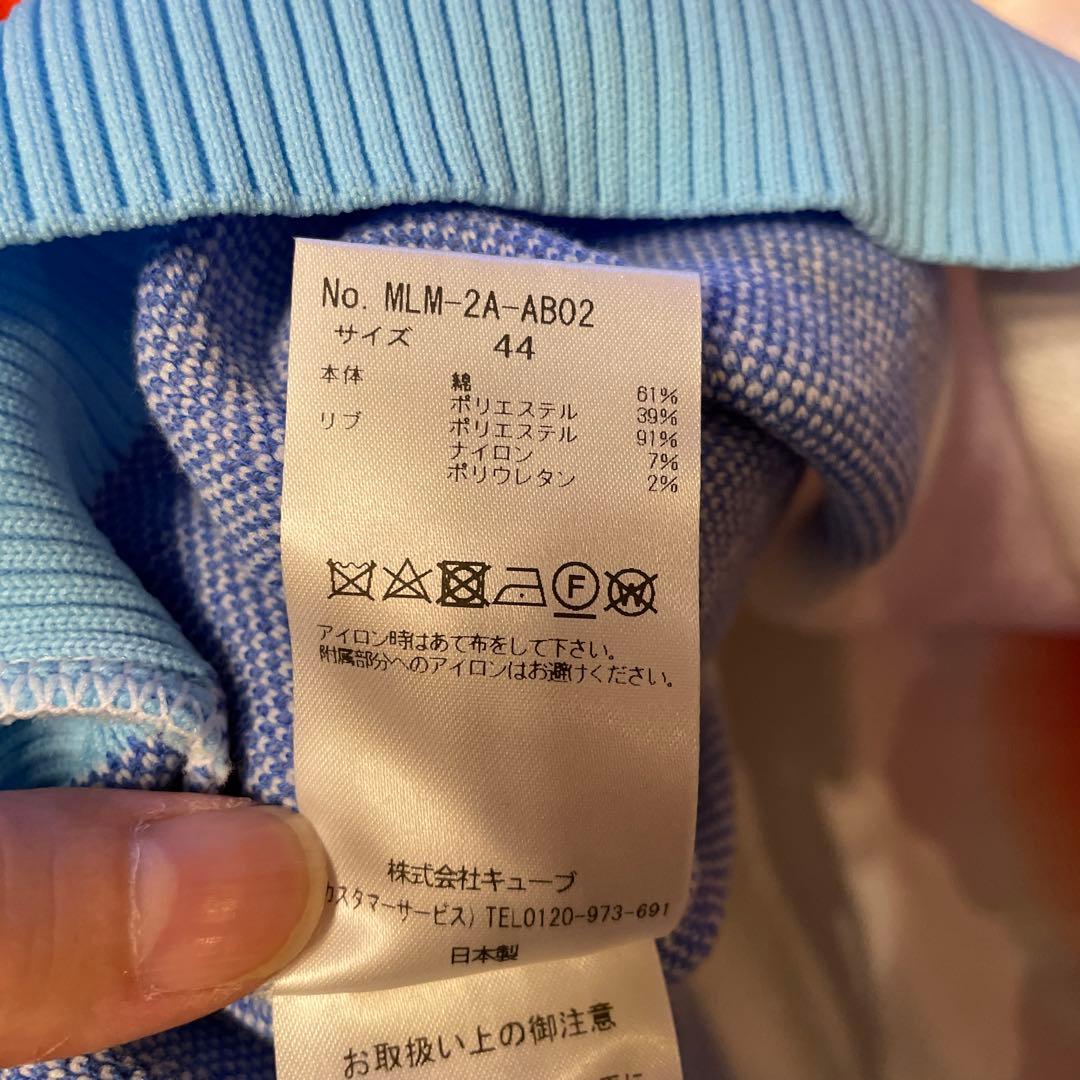 No. MLM-2A-AB02
サイズ 44
本体 綿 61%
ポリエステル 39%
リブ ポリエステル 91%
ナイロン 7%
ポリウレタン 2%
F W
アイロン時はあて布をして下さい。
附属部分へのアイロンはお避けください。
株式会社キューブ
カスタマーサービス) TEL0120-973-691
日本製
お取扱い上の御注意